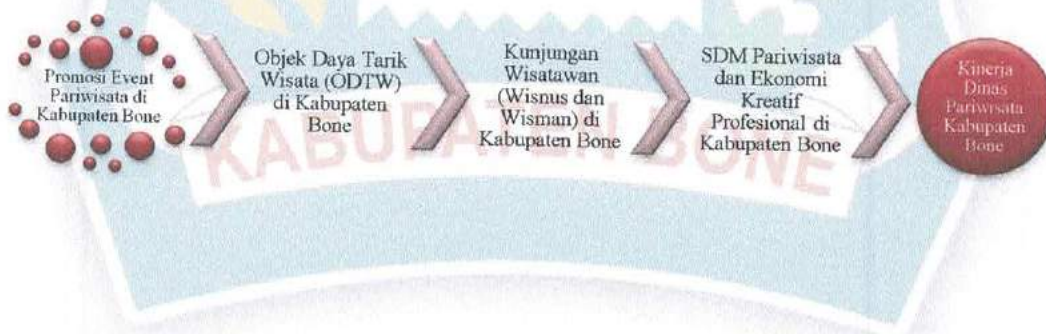 Promosi Event
Pariwisata di
Kabupaten Bone
Objek Daya Tarik
Wisata (ODTW)
di Kabupaten
Bone
Kunjungan
Wisatawan
(Wisnus dan
Wisman) di
Kabupaten Bone
SDM Pariwisata
dan Ekonomi
Kreatif
Profesional di
Kabupaten Bone
Kinerja
Dinas
Pariwisata
Kabupaten
Bone
KABUPATEN BONE